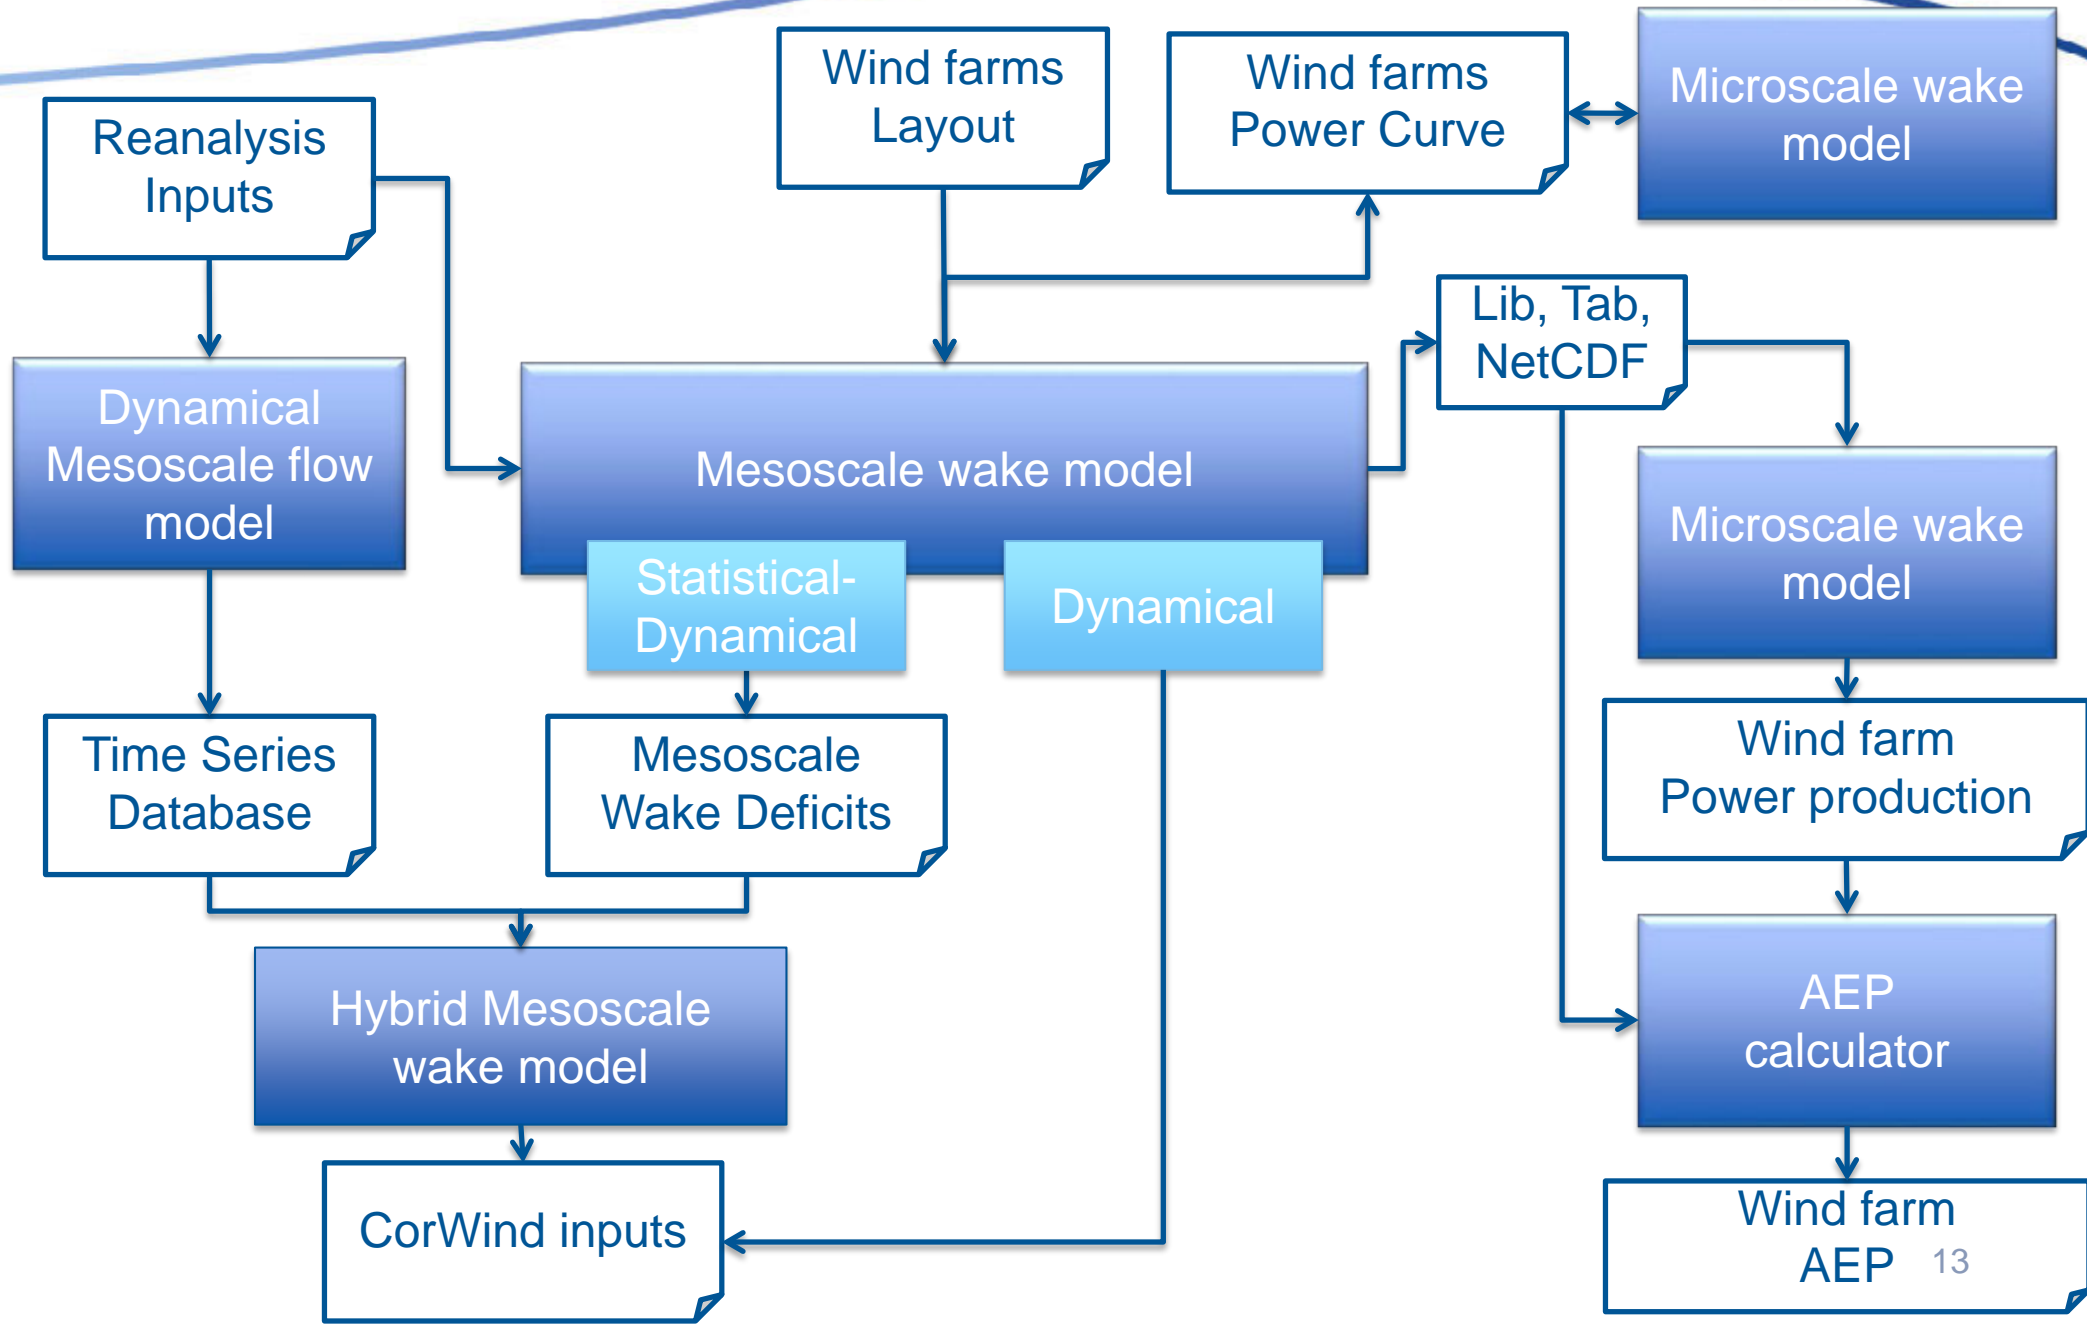 Wind farms
Layout
Wind farms
Power Curve
Microscale wake
model
Reanalysis
Inputs
Lib, Tab,
NetCDF
Dynamical
Mesoscale flow
model
Mesoscale wake model
Statistical-
Dynamical
Dynamical
Microscale wake
model
Time Series
Database
Mesoscale
Wake Deficits
Wind farm
Power production
Hybrid Mesoscale
wake model
AEP
calculator
CorWind inputs
Wind farm
AEP
13